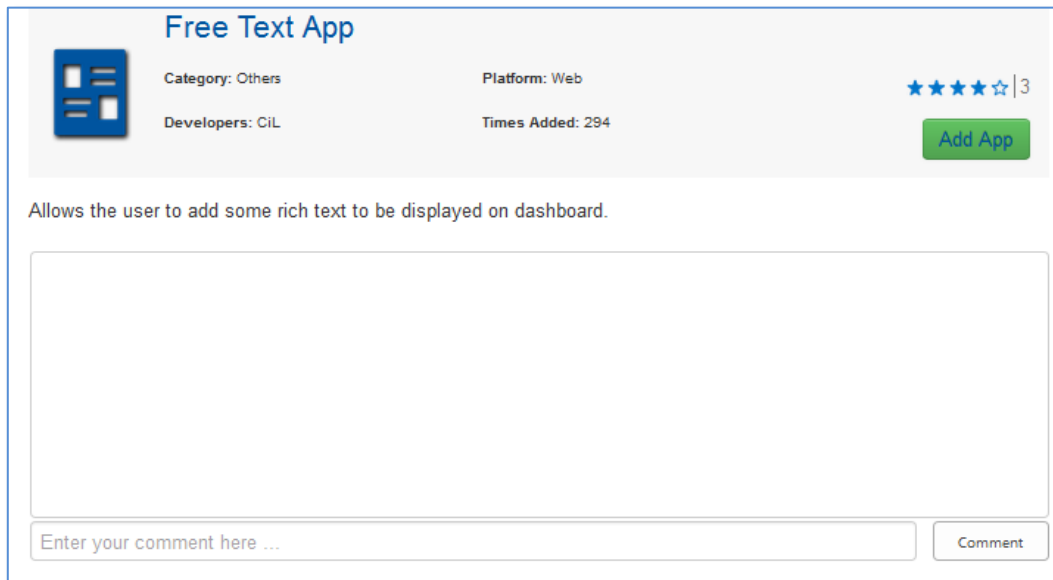 Free Text App
Category: Others
Platform: Web
3
Developers: CiL
Times Added: 294
Add App
Allows the user to add some rich text to be displayed on dashboard.
Enter your comment here ...
Comment